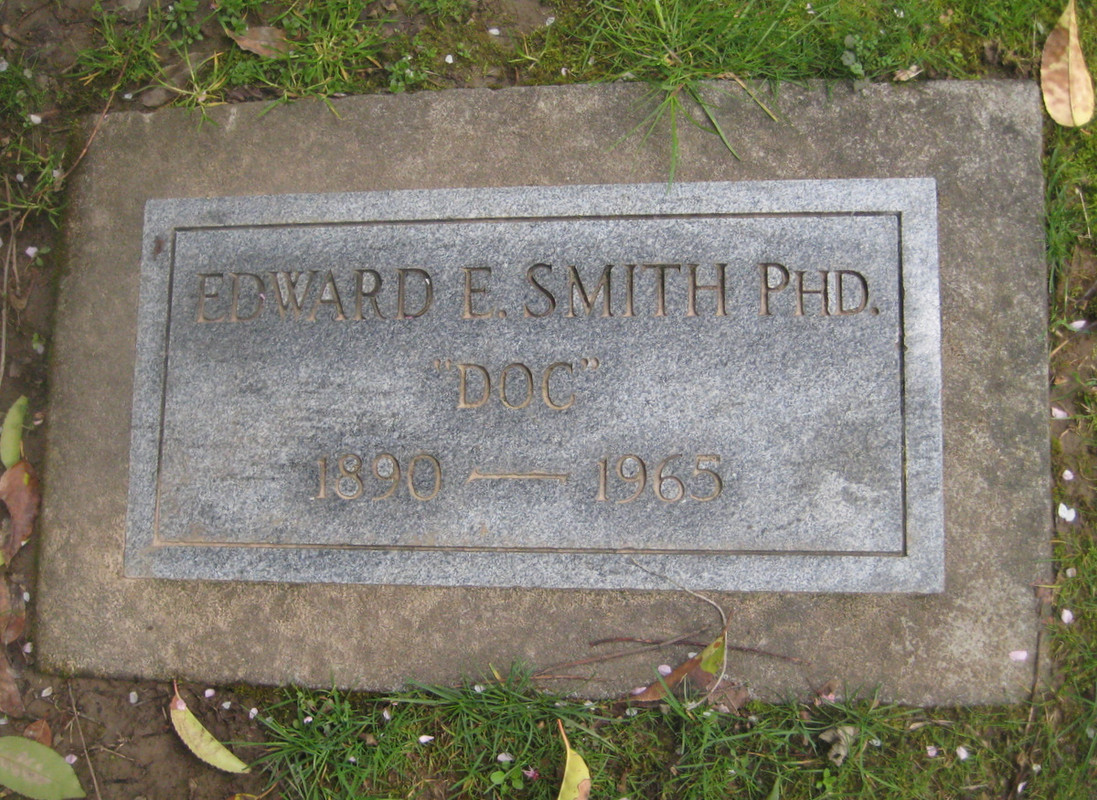 EDWARD E. SMITH PHD.
"DOC"
1890 — 1965